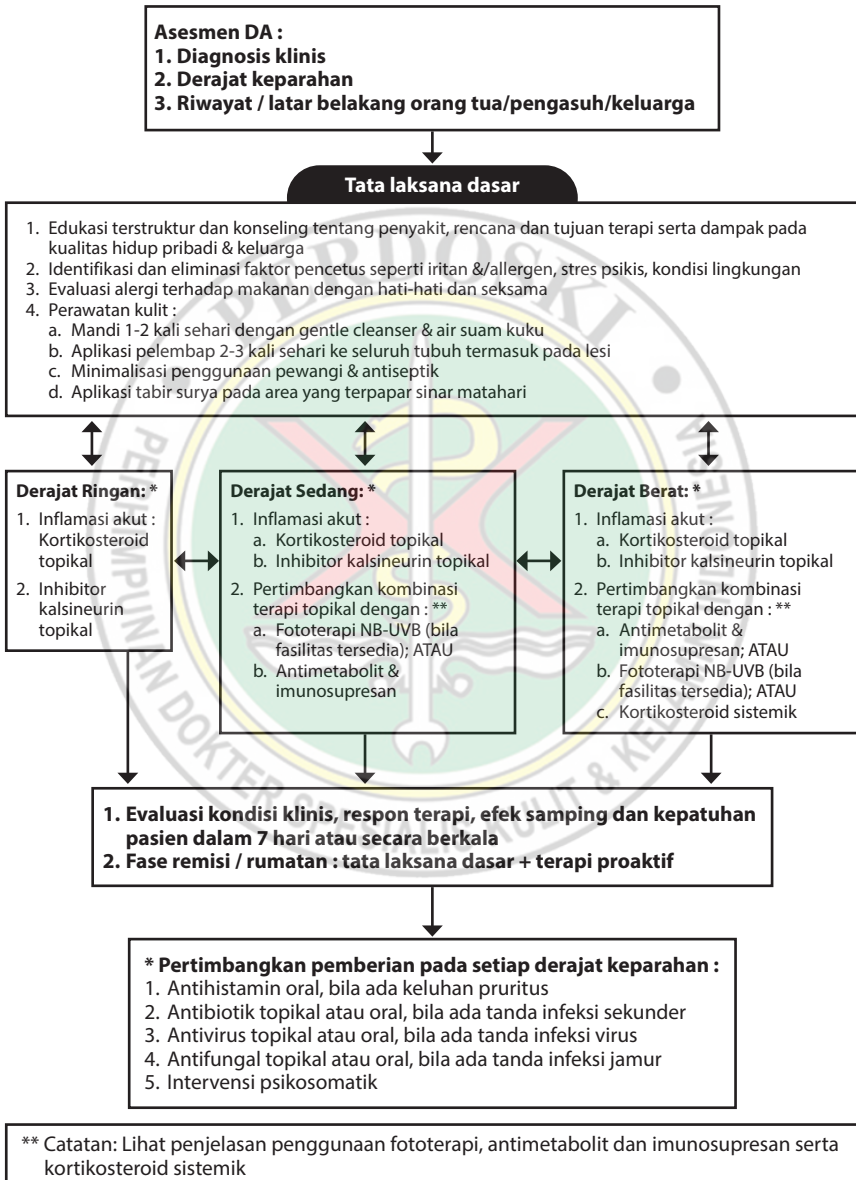 Asesmen DA :
1. Diagnosis klinis
2. Derajat keparahan
3. Riwayat / latar belakang orang tua/pengasuh/keluarga
Tata laksana dasar
1. Edukasi terstruktur dan konseling tentang penyakit, rencana dan tujuan terapi serta dampak pada
kualitas hidup pribadi & keluarga
2. Identifikasi dan eliminasi faktor pencetus seperti iritan &/allergen, stres psikis, kondisi lingkungan
3. Evaluasi alergi terhadap makanan dengan hati-hati dan seksama
4. Perawatan kulit :
a. Mandi 1-2 kali sehari dengan gentle cleanser & air suam kuku
b. Aplikasi pelembap 2-3 kali sehari ke seluruh tubuh termasuk pada lesi
c. Minimalisasi penggunaan pewangi & antiseptik
d. Aplikasi tabir surya pada area yang terpapar sinar matahari
Derajat Ringan: *
1. Inflamasi akut :
Kortikosteroid
topikal
2. Inhibitor
kalsineurin
topikal
Derajat Sedang: *
1. Inflamasi akut :
a. Kortikosteroid topikal
b. Inhibitor kalsineurin topikal
2. Pertimbangkan kombinasi
terapi topikal dengan : **
a. Fototerapi NB-UVB (bila
fasilitas tersedia); ATAU
b. Antimetabolit &
imunosupresan
Derajat Berat: *
1. Inflamasi akut :
a. Kortikosteroid topikal
b. Inhibitor kalsineurin topikal
2. Pertimbangkan kombinasi
terapi topikal dengan : **
a. Antimetabolit &
imunosupresan; ATAU
b. Fototerapi NB-UVB (bila
fasilitas tersedia); ATAU
c. Kortikosteroid sistemik
1. Evaluasi kondisi klinis, respon terapi, efek samping dan kepatuhan
pasien dalam 7 hari atau secara berkala
2. Fase remisi / rumatan : tata laksana dasar + terapi proaktif
* Pertimbangkan pemberian pada setiap derajat keparahan :
1. Antihistamin oral, bila ada keluhan pruritus
2. Antibiotik topikal atau oral, bila ada tanda infeksi sekunder
3. Antivirus topikal atau oral, bila ada tanda infeksi virus
4. Antifungal topikal atau oral, bila ada tanda infeksi jamur
5. Intervensi psikosomatik
** Catatan: Lihat penjelasan penggunaan fototerapi, antimetabolit dan imunosupresan serta
kortikosteroid sistemik
PERDOSKI
PERHIMPUNAN DOKTER SPESIALIS KULIT & KELAMIN INDONESIA